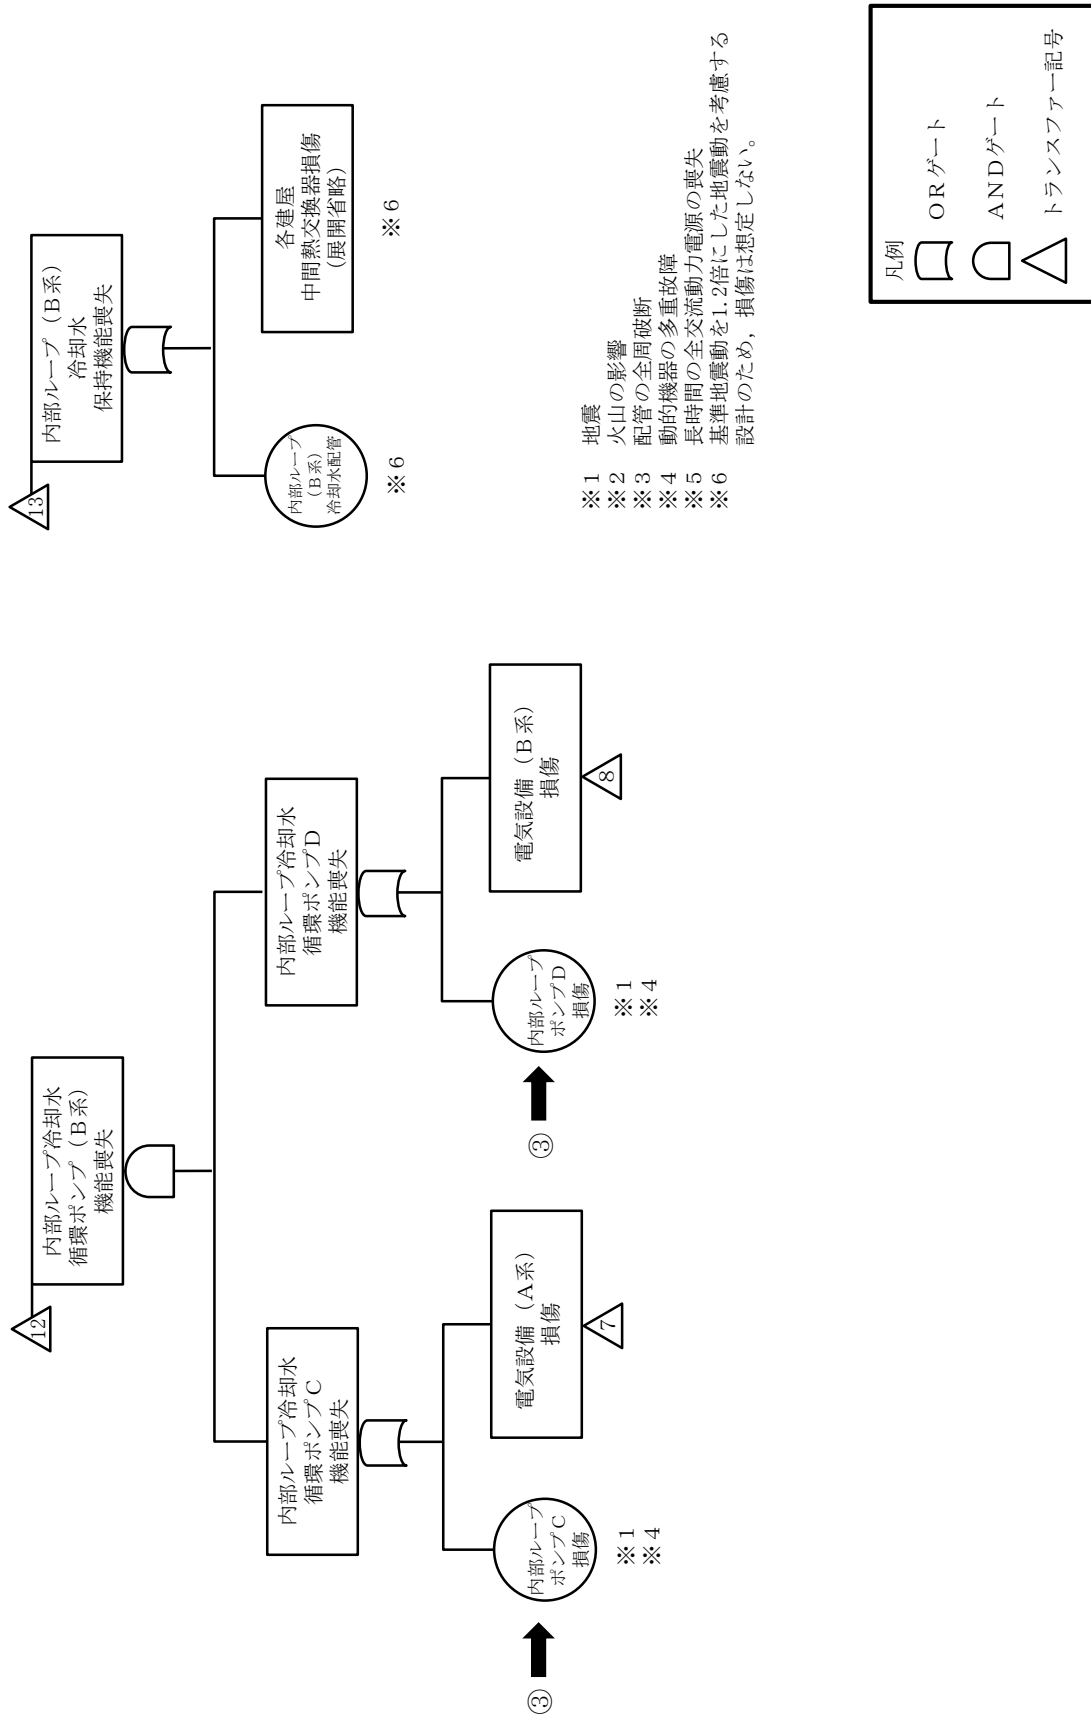 12
内部ループ冷却水
循環ポンプ（B系）
機能喪失
内部ループ冷却水
循環ポンプC
機能喪失
内部ループ冷却水
循環ポンプD
機能喪失
③
内部ループ
ポンプC
損傷
※1
※4
電気設備（A系）
損傷
7
③
内部ループ
ポンプD
損傷
※1
※4
電気設備（B系）
損傷
8
13
内部ループ（B系）
冷却水
保持機能喪失
内部ループ
（B系）
冷却水配管
※6
各建屋
中間熱交換器損傷
（展開省略）
※6
※1 地震
※2 火山の影響
※3 配管の全周破断
※4 動的機器の多重故障
※5 長時間の全交流動力電源の喪失
※6 基準地震動を1.2倍にした地震動を考慮する
設計のため，損傷は想定しない。
凡例
ORゲート
ANDゲート
トランスファー記号